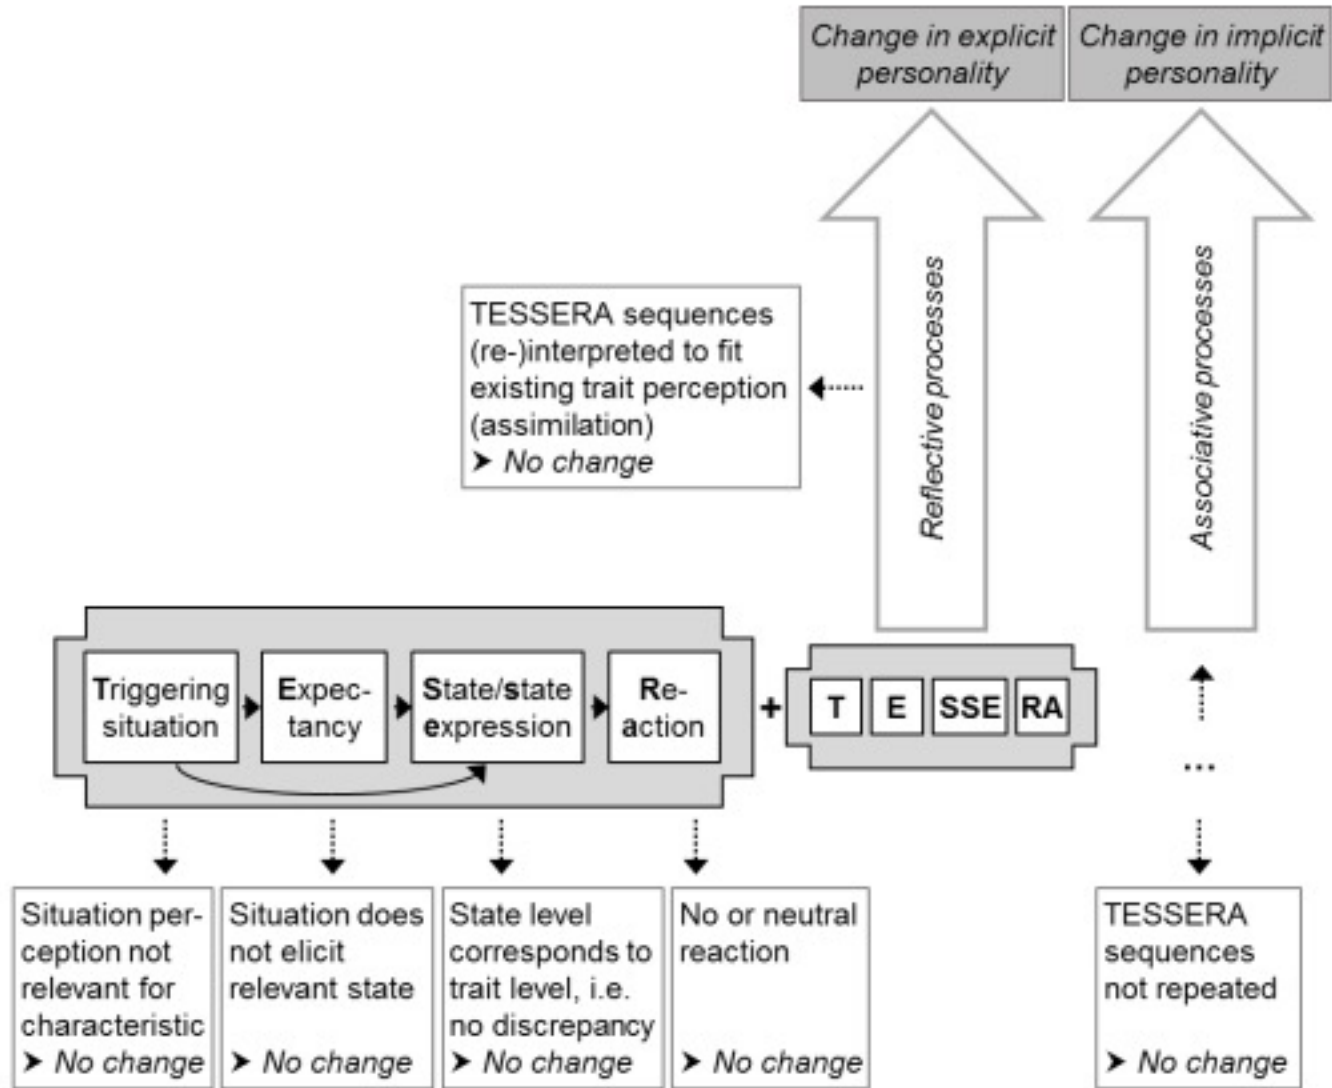 Change in explicit
personality
Change in implicit
personality
Reflective processes
Associative processes
TESSERA sequences
(re-)interpreted to fit
existing trait perception
(assimilation)
➤ No change
Triggering
situation
Expec-
tancy
State/state
expression
Re-
action
+
T
E
SSE
RA
...
Situation per-
ception not
relevant for
characteristic
➤ No change
Situation does
not elicit
relevant state
➤ No change
State level
corresponds to
trait level, i.e.
no discrepancy
➤ No change
No or neutral
reaction
➤ No change
TESSERA
sequences
not repeated
➤ No change